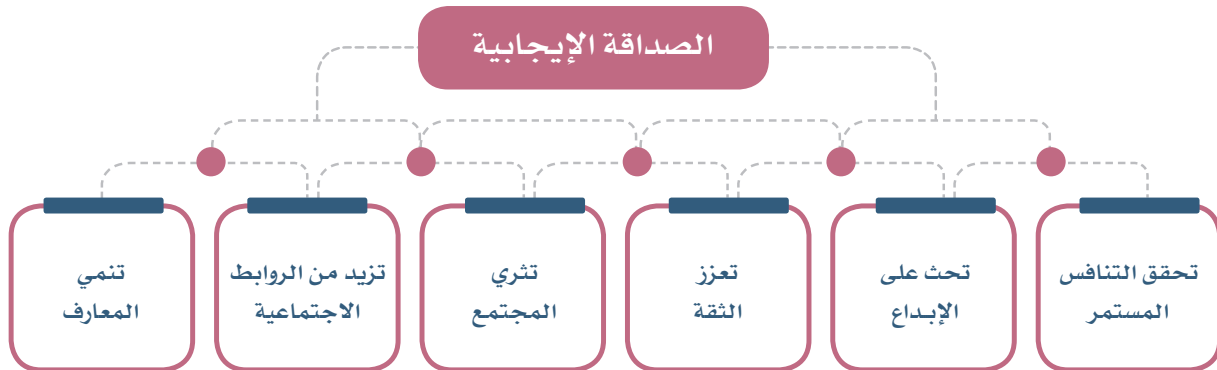 الصداقة الإيجابية
تحقق التنافس
المستمر
تحث على
الإبداع
تعزز
الثقة
تثري
المجتمع
تزيد من الروابط
الاجتماعية
تنمي
المعارف